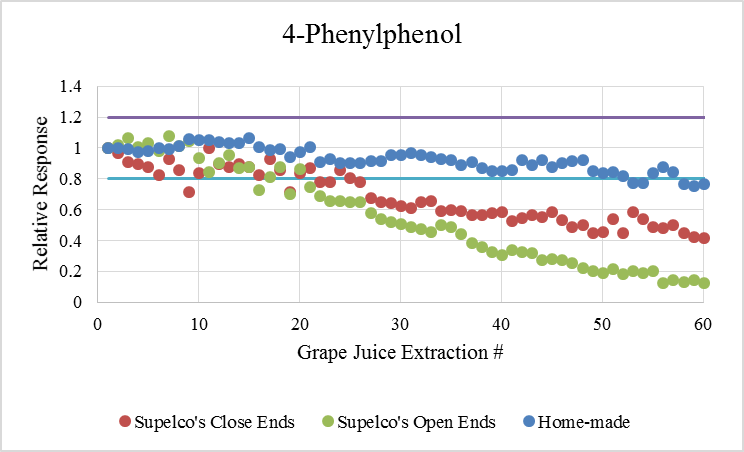 4-Phenylphenol
1.4
1.2
1
0.8
0.6
0.4
0.2
0
Relative Response
0 10 20 30 40 50 60
Grape Juice Extraction #
Supelco's Close Ends Supelco's Open Ends Home-made